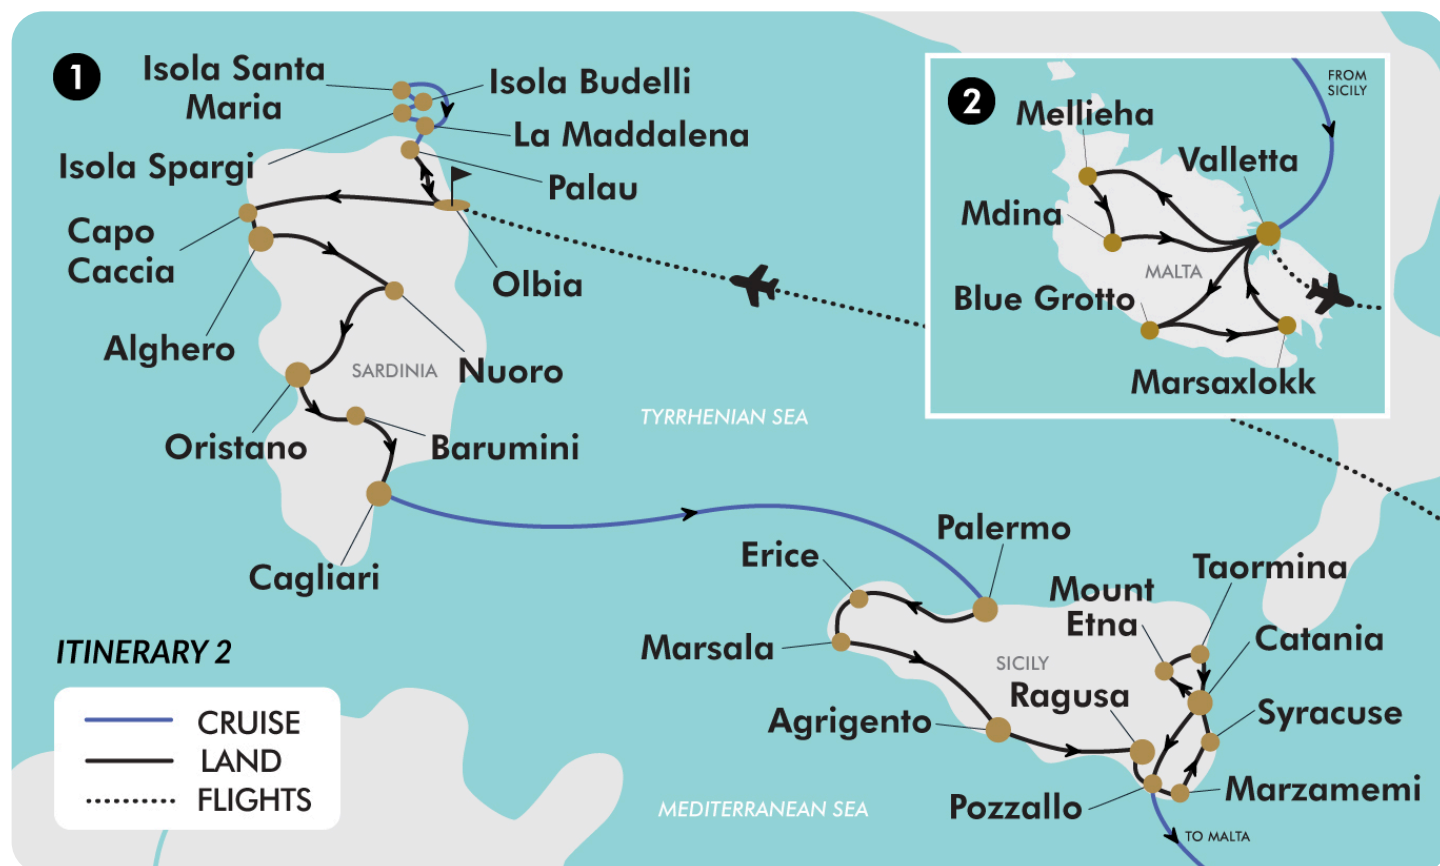 1
Isola Santa
Maria
Isola Budelli
La Maddalena
Isola Spargi
Palau
Capo
Caccia
Olbia
Alghero
SARDINIA
Nuoro
Oristano
Barumini
Cagliari
TYRRHENIAN SEA
2
FROM
SICILY
Mellieha
Valletta
Mdina
MALTA
Blue Grotto
Marsaxlokk
Palermo
Erice
Taormina
Mount
Etna
Catania
Marsala
SICILY
Ragusa
Agrigento
Syracuse
Pozzallo
Marzamemi
TO MALTA
MEDITERRANEAN SEA
ITINERARY 2
CRUISE
LAND
FLIGHTS